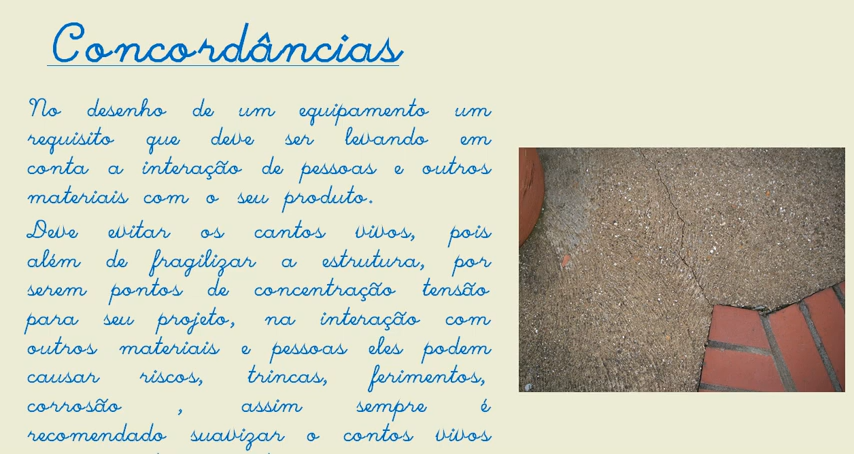 Concordâncias
No desenho de um equipamento um
requisito que deve ser levando em
conta a interação de pessoas e outros
materiais com o seu produto.
Deve evitar os cantos vivos, pois
além de fragilizar a estrutura, por
serem pontos de concentração tensão
para seu projeto, na interação com
outros materiais e pessoas eles podem
causar riscos, trincas, ferimentos,
corrosão , assim sempre é
recomendado suavizar o contos vivos